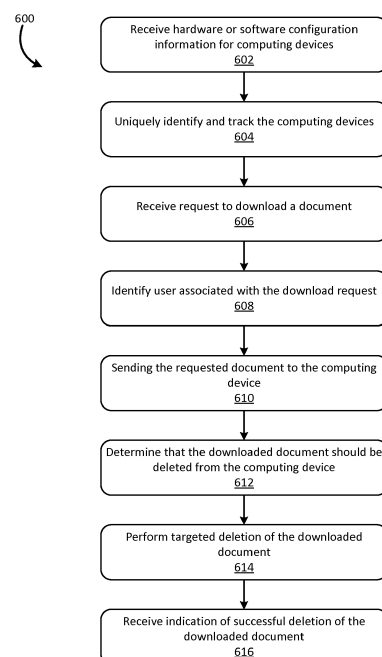 600
Receive hardware or software configuration
information for computing devices
602
Uniquely identify and track the computing devices
604
Receive request to download a document
606
Identify user associated with the download request
608
Sending the requested document to the computing
device
610
Determine that the downloaded document should be
deleted from the computing device
612
Perform targeted deletion of the downloaded
document
614
Receive indication of successful deletion of the
downloaded document
616